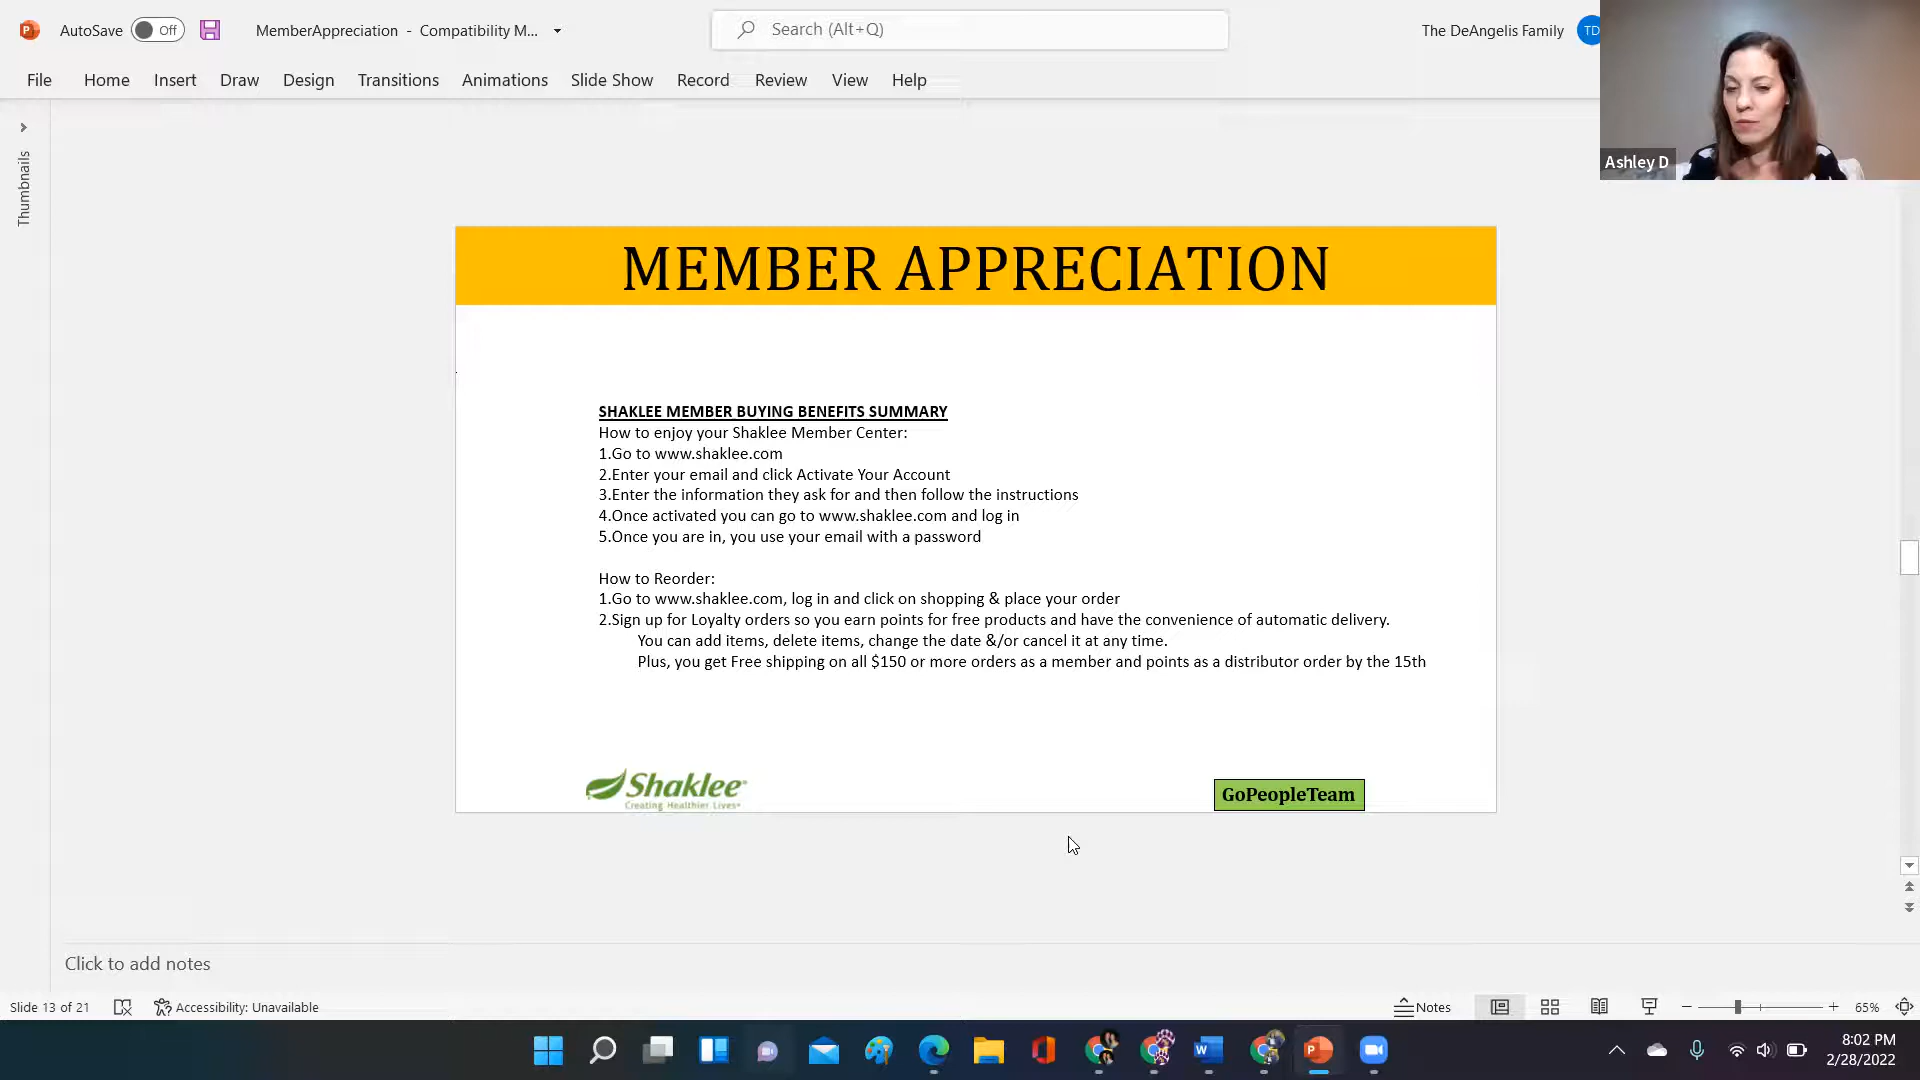 AutoSave
Off
MemberAppreciation - Compatibility M...
Search (Alt+Q)
The DeAngelis Family
TD
File
Home
Insert
Draw
Design
Transitions
Animations
Slide Show
Record
Review
View
Help
Ashley D
Thumbnails
MEMBER APPRECIATION
SHAKLEE MEMBER BUYING BENEFITS SUMMARY
How to enjoy your Shaklee Member Center:
1.Go to www.shaklee.com
2.Enter your email and click Activate Your Account
3.Enter the information they ask for and then follow the instructions
4.Once activated you can go to www.shaklee.com and log in
5.Once you are in, you use your email with a password
How to Reorder:
1.Go to www.shaklee.com, log in and click on shopping & place your order
2.Sign up for Loyalty orders so you earn points for free products and have the convenience of automatic delivery.
You can add items, delete items, change the date &/or cancel it at any time.
Plus, you get Free shipping on all $150 or more orders as a member and points as a distributor order by the 15th
Shaklee
Creating Healthier Lives
GoPeopleTeam
Click to add notes
Slide 13 of 21
Accessibility: Unavailable
Notes
65%
8:02 PM
2/28/2022